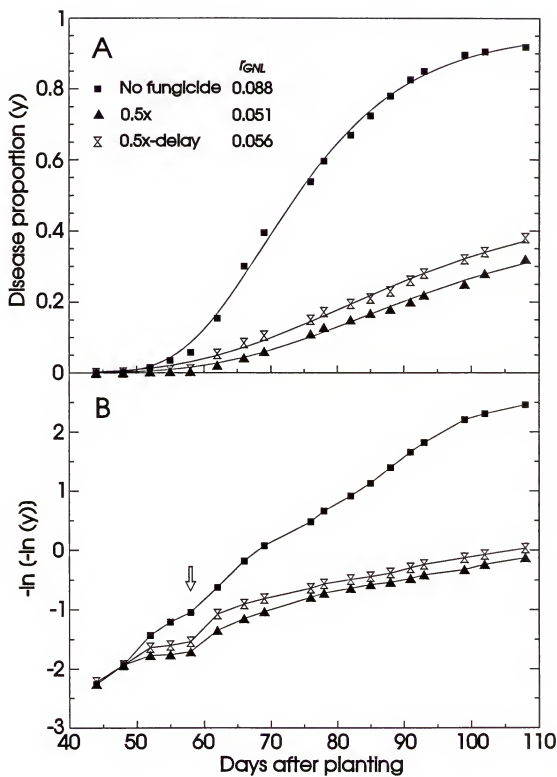 A
r_GNL
No fungicide 0.088
0.5x 0.051
0.5x-delay 0.056
Disease proportion (y)
1
0.8
0.6
0.4
0.2
0
B
-ln (-ln (y))
2
1
0
-1
-2
-3
40 50 60 70 80 90 100 110
Days after planting